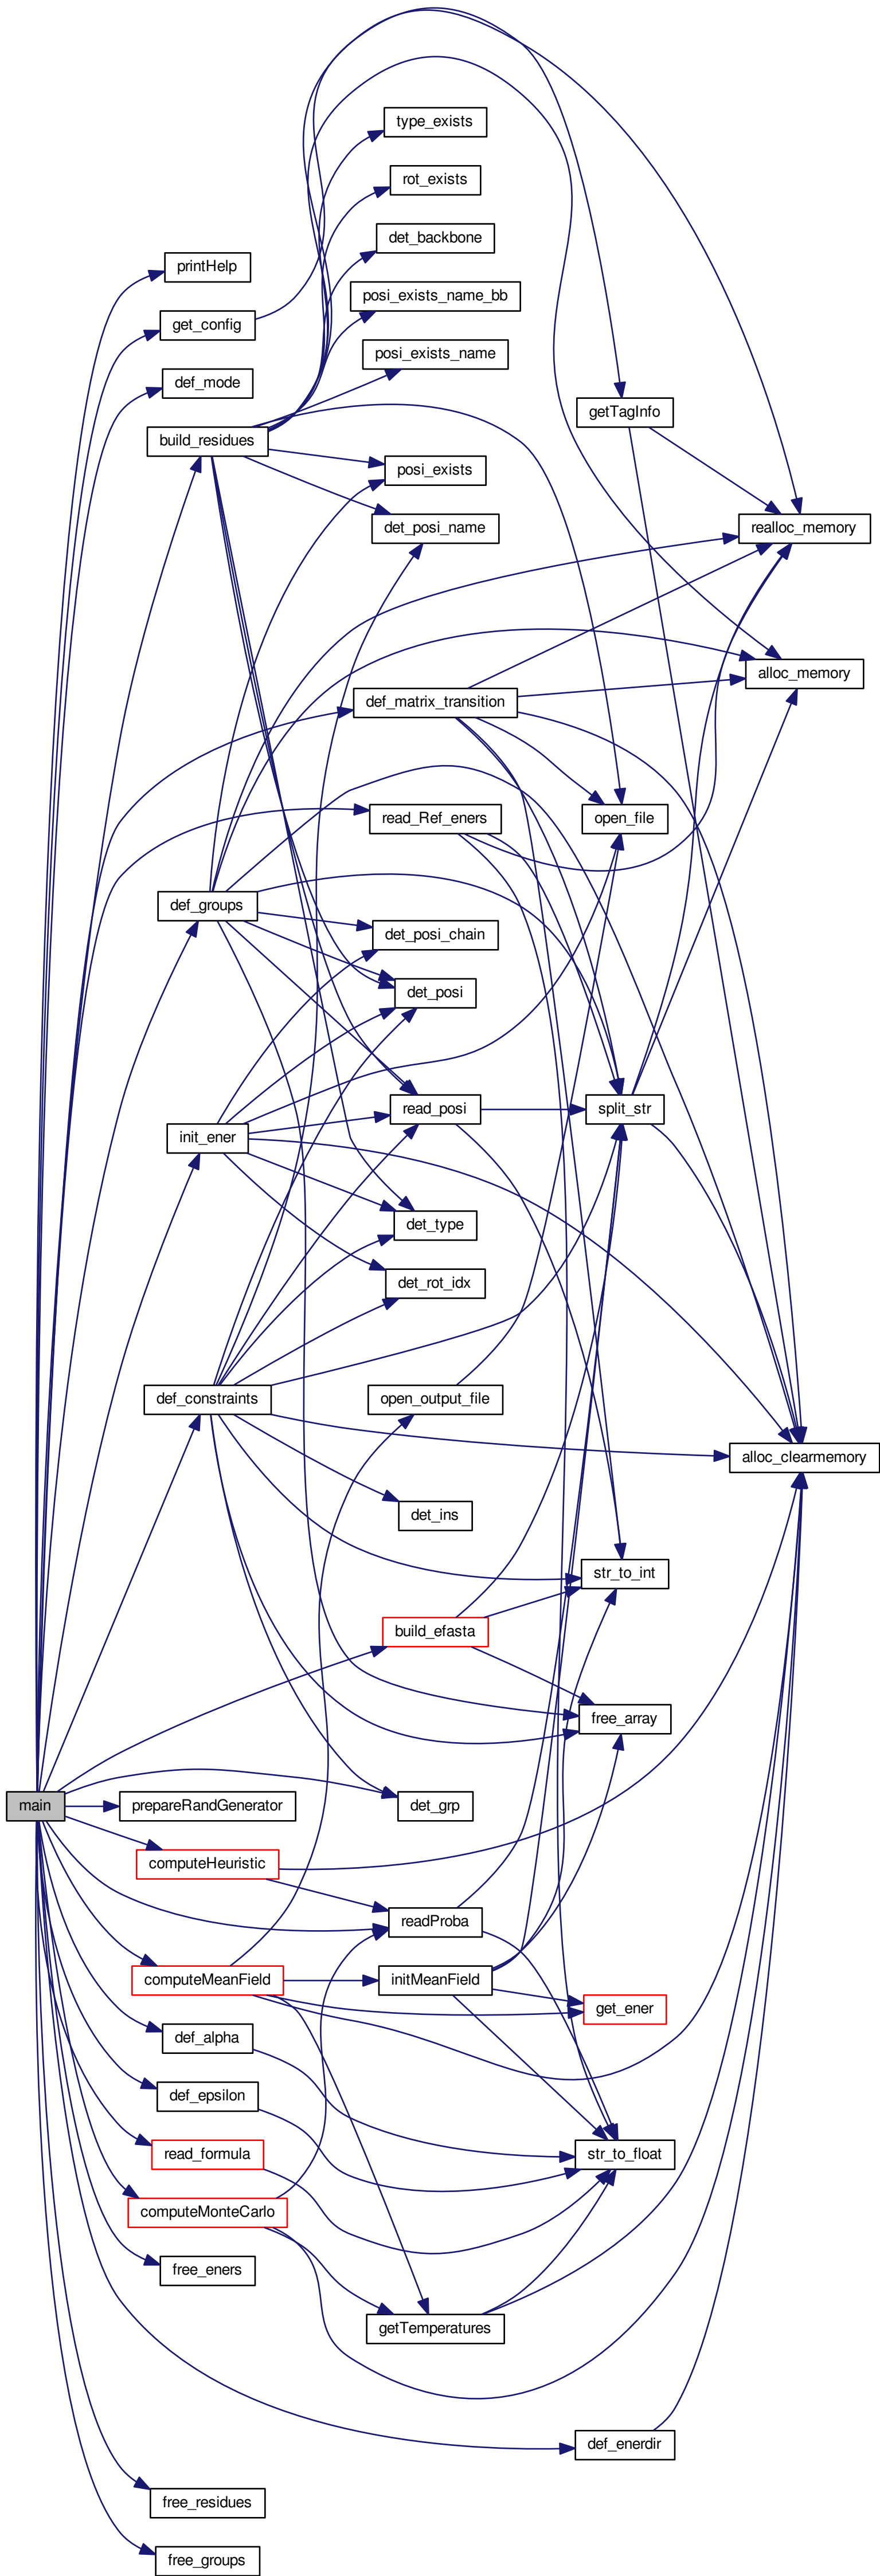 type_exists
rot_exists
det_backbone
printHelp
posi_exists_name_bb
get_config
posi_exists_name
def_mode
getTagInfo
build_residues
posi_exists
det_posi_name
realloc_memory
alloc_memory
def_matrix_transition
read_Ref_eners
open_file
def_groups
det_posi_chain
det_posi
read_posi
split_str
init_ener
det_type
det_rot_idx
def_constraints
open_output_file
alloc_clearmemory
det_ins
str_to_int
build_efasta
free_array
main
prepareRandGenerator
det_grp
computeHeuristic
readProba
computeMeanField
initMeanField
get_ener
def_alpha
def_epsilon
read_formula
str_to_float
computeMonteCarlo
free_eners
getTemperatures
def_enerdir
free_residues
free_groups